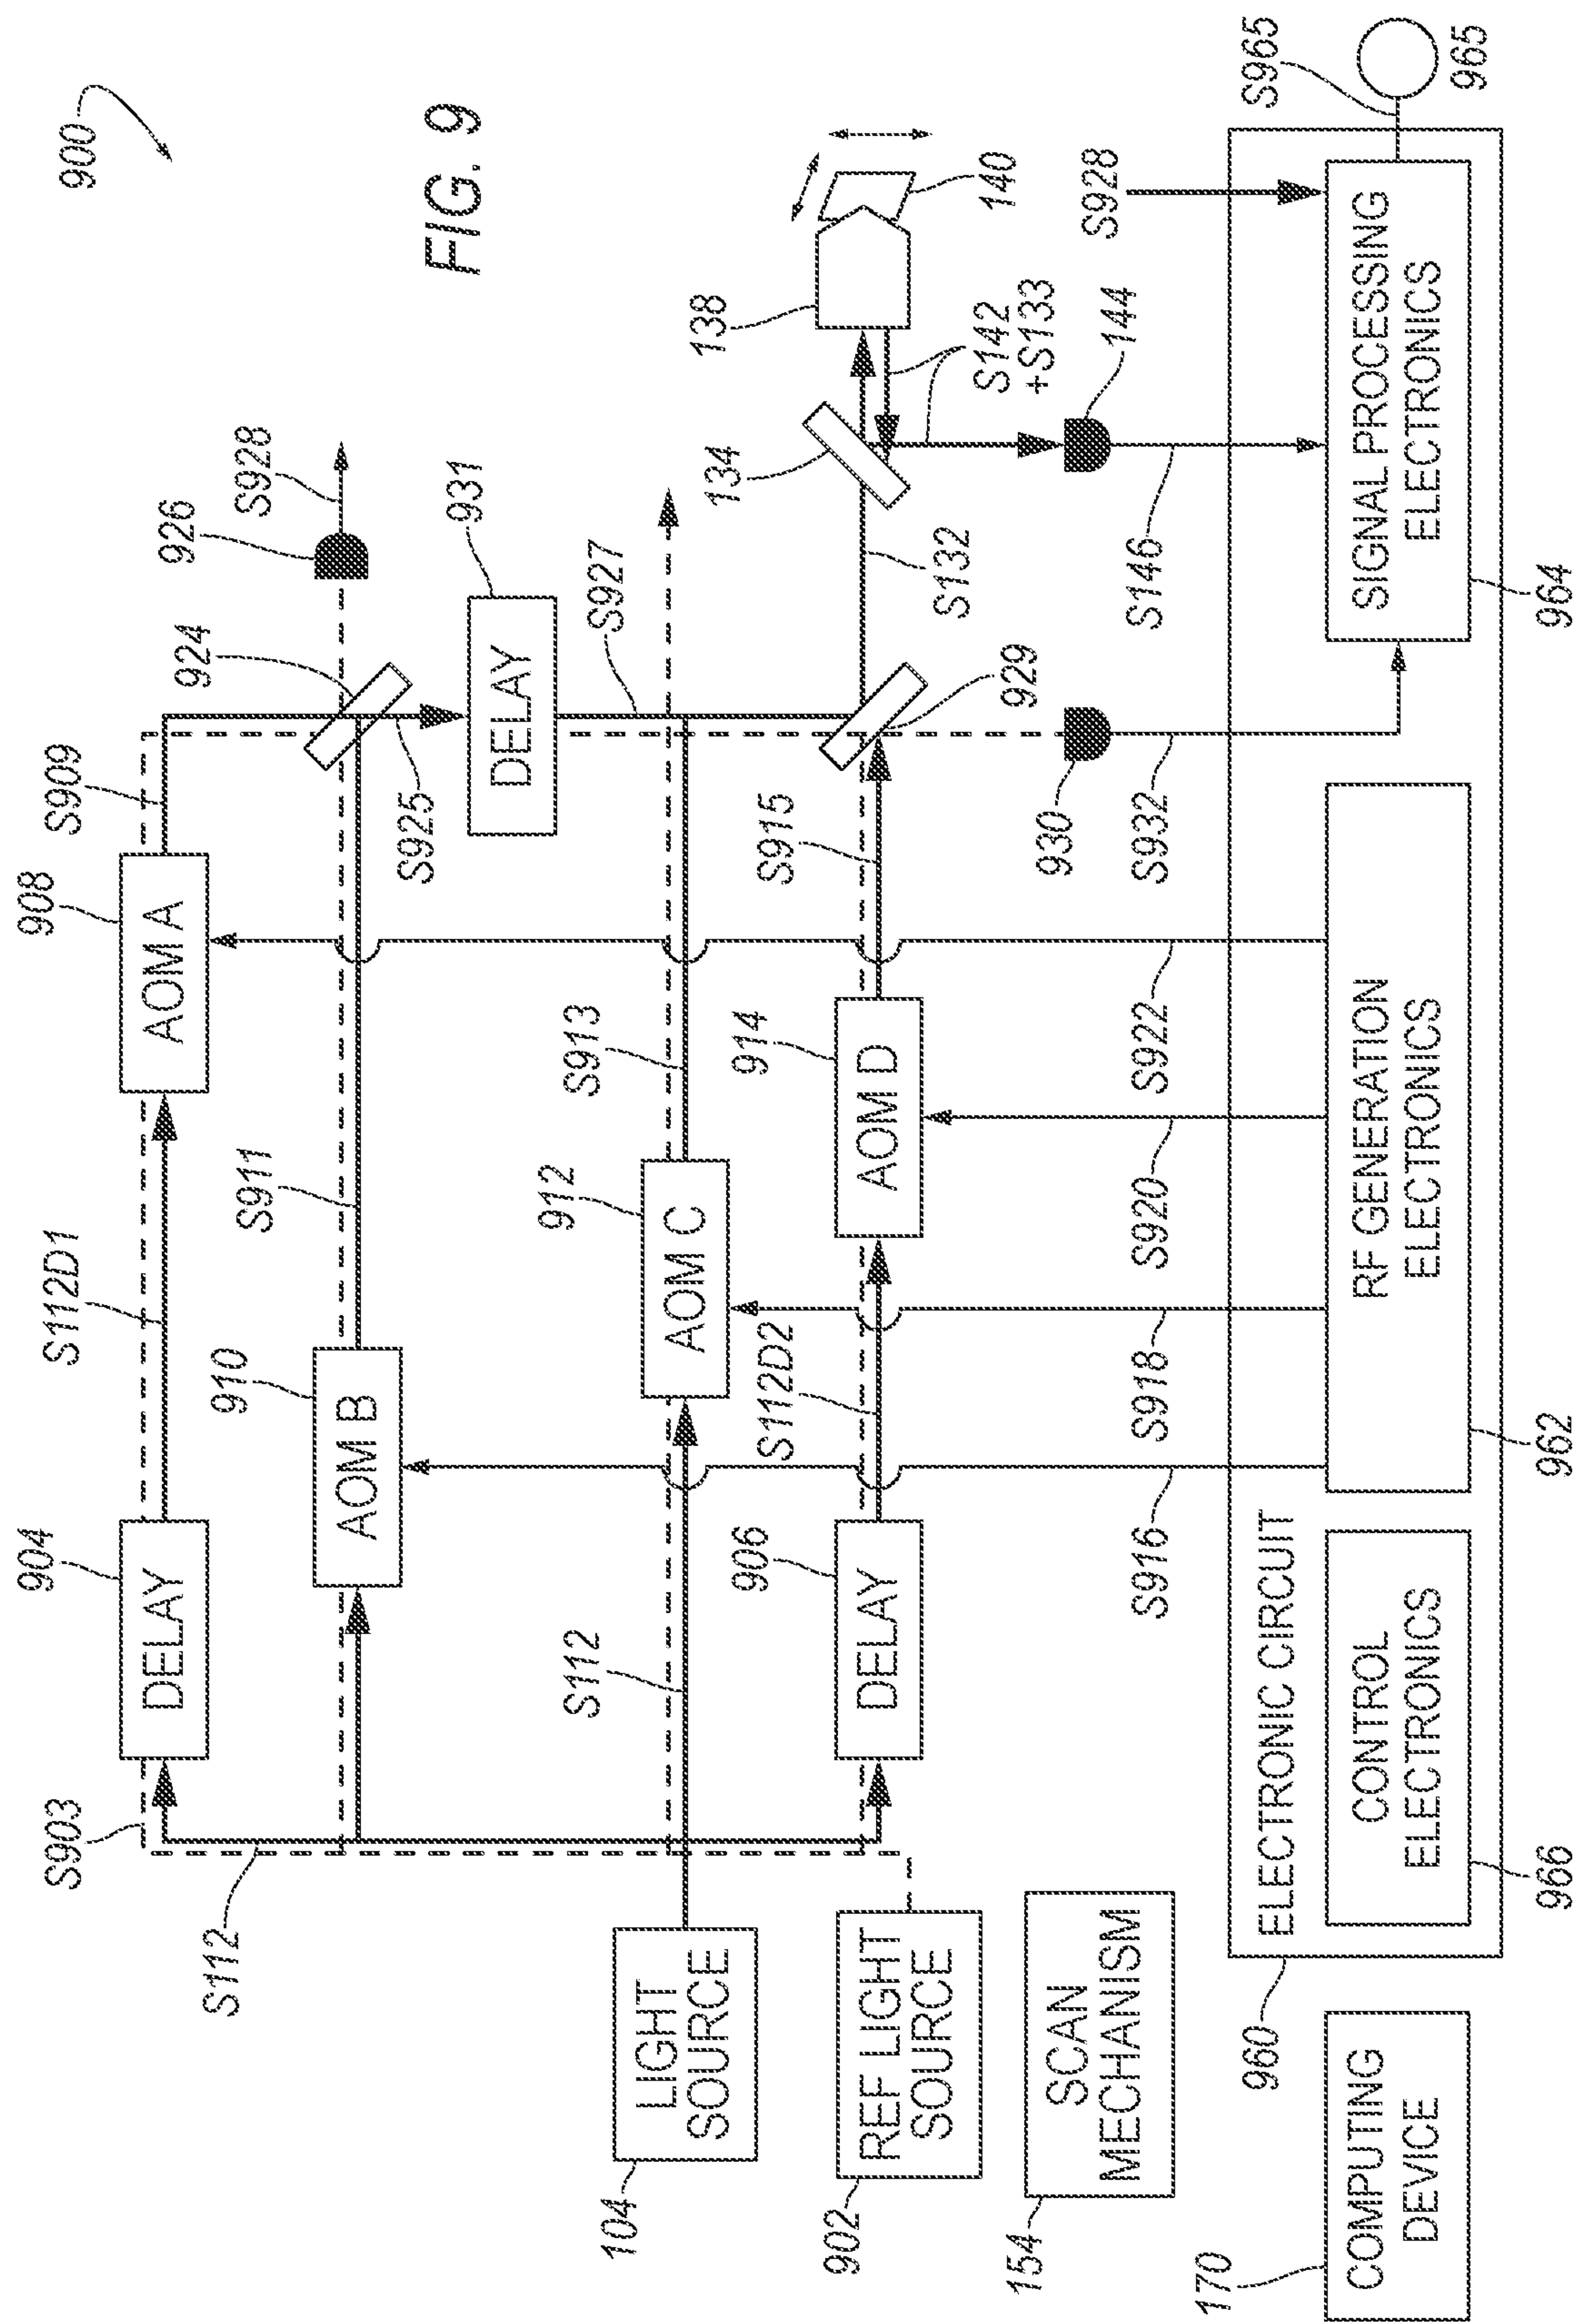 900
FIG. 9
S903
904
DELAY
S112D1
908
AOM A
S909
S112
910
AOM B
S911
924
926
S928
S925
931
DELAY
S927
104
LIGHT
SOURCE
S112
912
AOM C
S913
902
REF LIGHT
SOURCE
906
DELAY
S112D2
914
AOM D
S915
929
S132
134
138
140
S142
+S133
144
930
S932
S146
S928
154
SCAN
MECHANISM
S916
S918
S920
S922
170
COMPUTING
DEVICE
960
ELECTRONIC CIRCUIT
CONTROL
ELECTRONICS
966
RF GENERATION
ELECTRONICS
962
SIGNAL PROCESSING
ELECTRONICS
964
S965
965